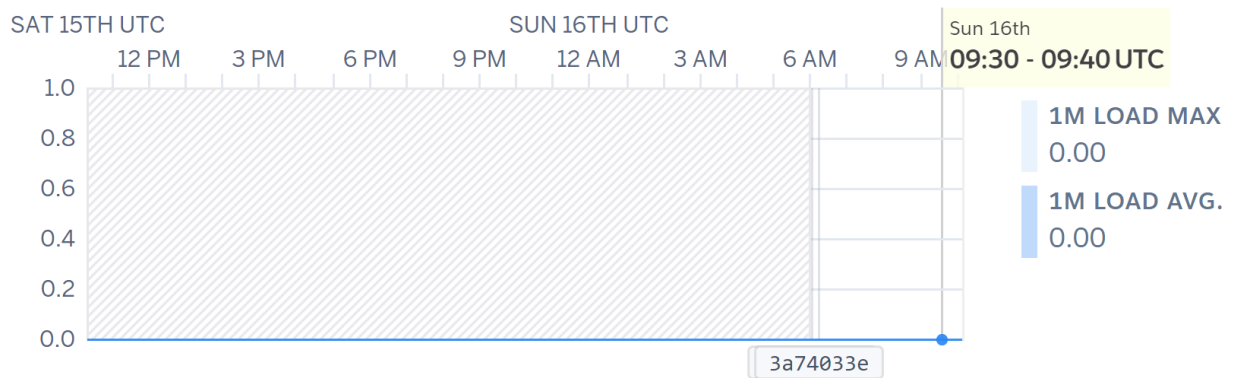 SAT 15TH UTC
SUN 16TH UTC
Sun 16th
12 PM
3 PM
6 PM
9 PM
12 AM
3 AM
6 AM
9 AM
09:30 - 09:40 UTC
1.0
0.8
0.6
0.4
0.2
0.0
1M LOAD MAX
0.00
1M LOAD AVG.
0.00
3a74033e